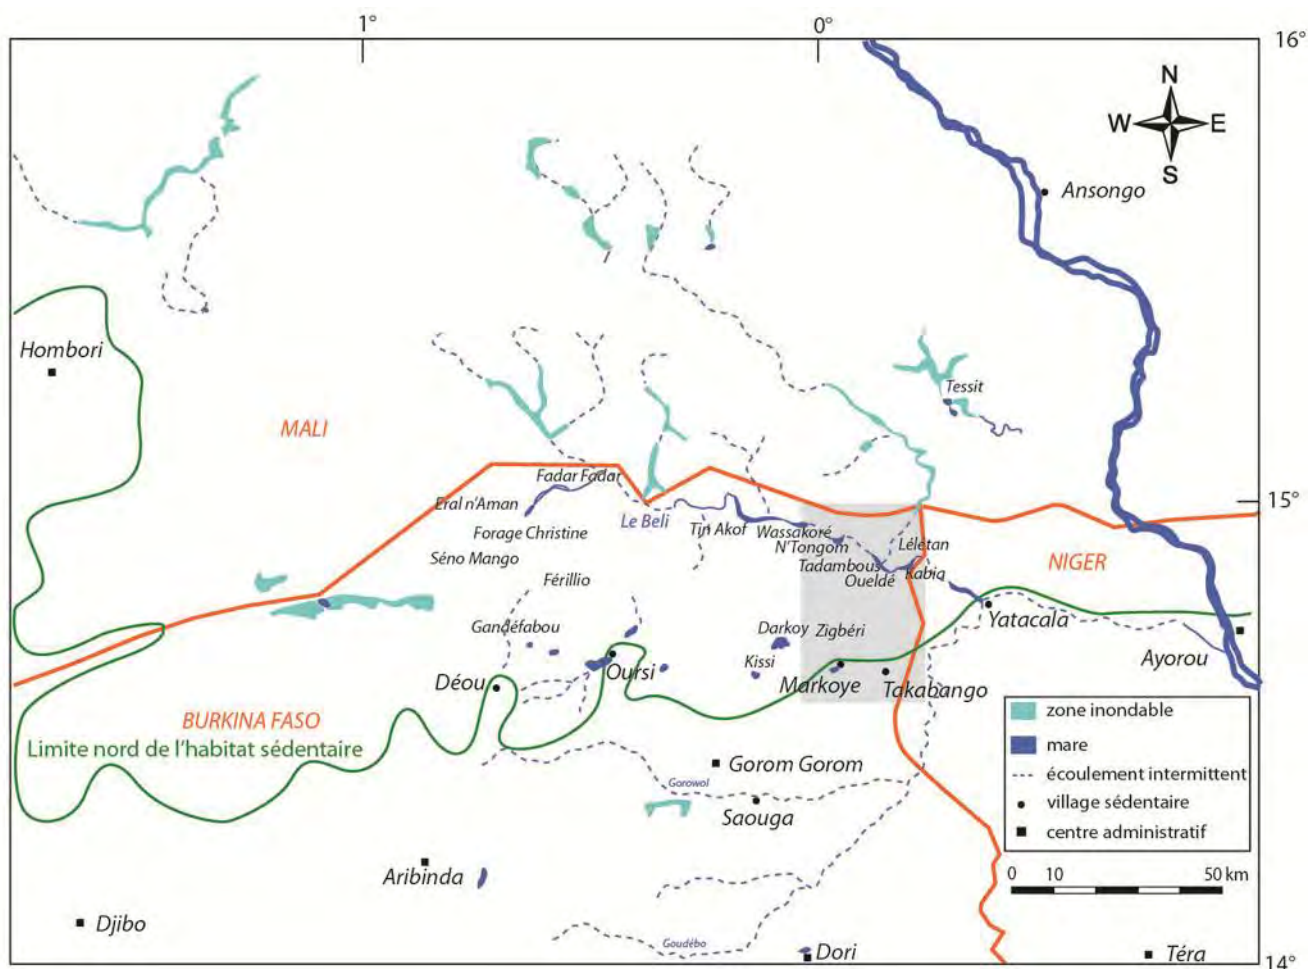 1°
0°
16°
N
W
E
S
Ansongo
Hombori
Tessit
MALI
Fadar Fadar
Eral n'Aman
15°
Le Beli
Tin Akof
Wassakoré
Forage Christine
N'Tongom
Lélétan
Séno Mango
Tadambous
NIGER
Férillio
Oueldé
Kabia
Gandéfabou
Darkoy
Zigbéri
Yatacala
Kissi
Ayorou
Oursi
Déou
Markoye
Takabango
BURKINA FASO
Limite nord de l'habitat sédentaire
zone inondable
mare
écoulement intermittent
village sédentaire
centre administratif
Gorom Gorom
Gorowol
Saouga
0
10
50 km
Aribinda
Djibo
Goudébo
Dori
Téra
14°